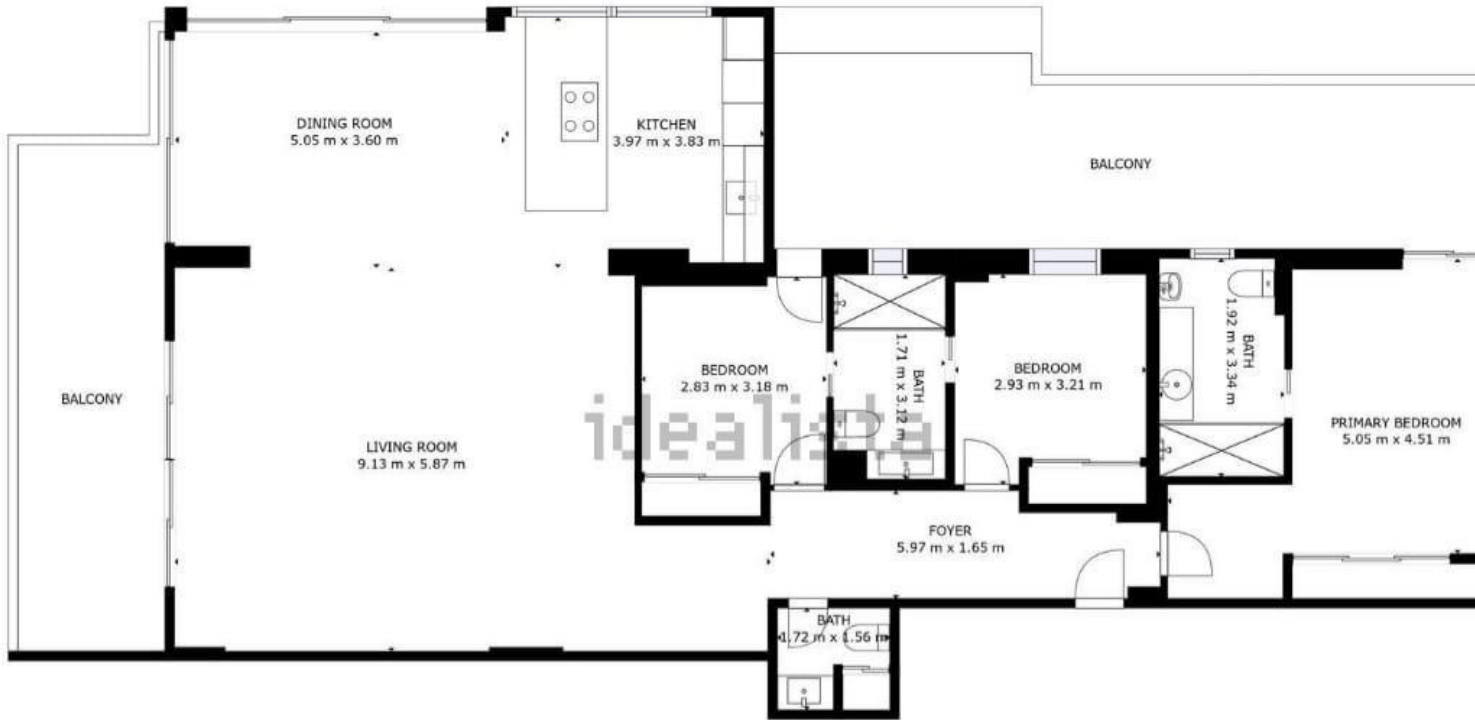 DINING ROOM
5.05 m x 3.60 m
KITCHEN
3.97 m x 3.83 m
BALCONY
BALCONY
LIVING ROOM
9.13 m x 5.87 m
BEDROOM
2.83 m x 3.18 m
BATH
1.71 m x 3.12 m
BEDROOM
2.93 m x 3.21 m
BATH
1.92 m x 3.34 m
PRIMARY BEDROOM
5.05 m x 4.51 m
idealista
FOYER
5.97 m x 1.65 m
BATH
1.72 m x 1.56 m